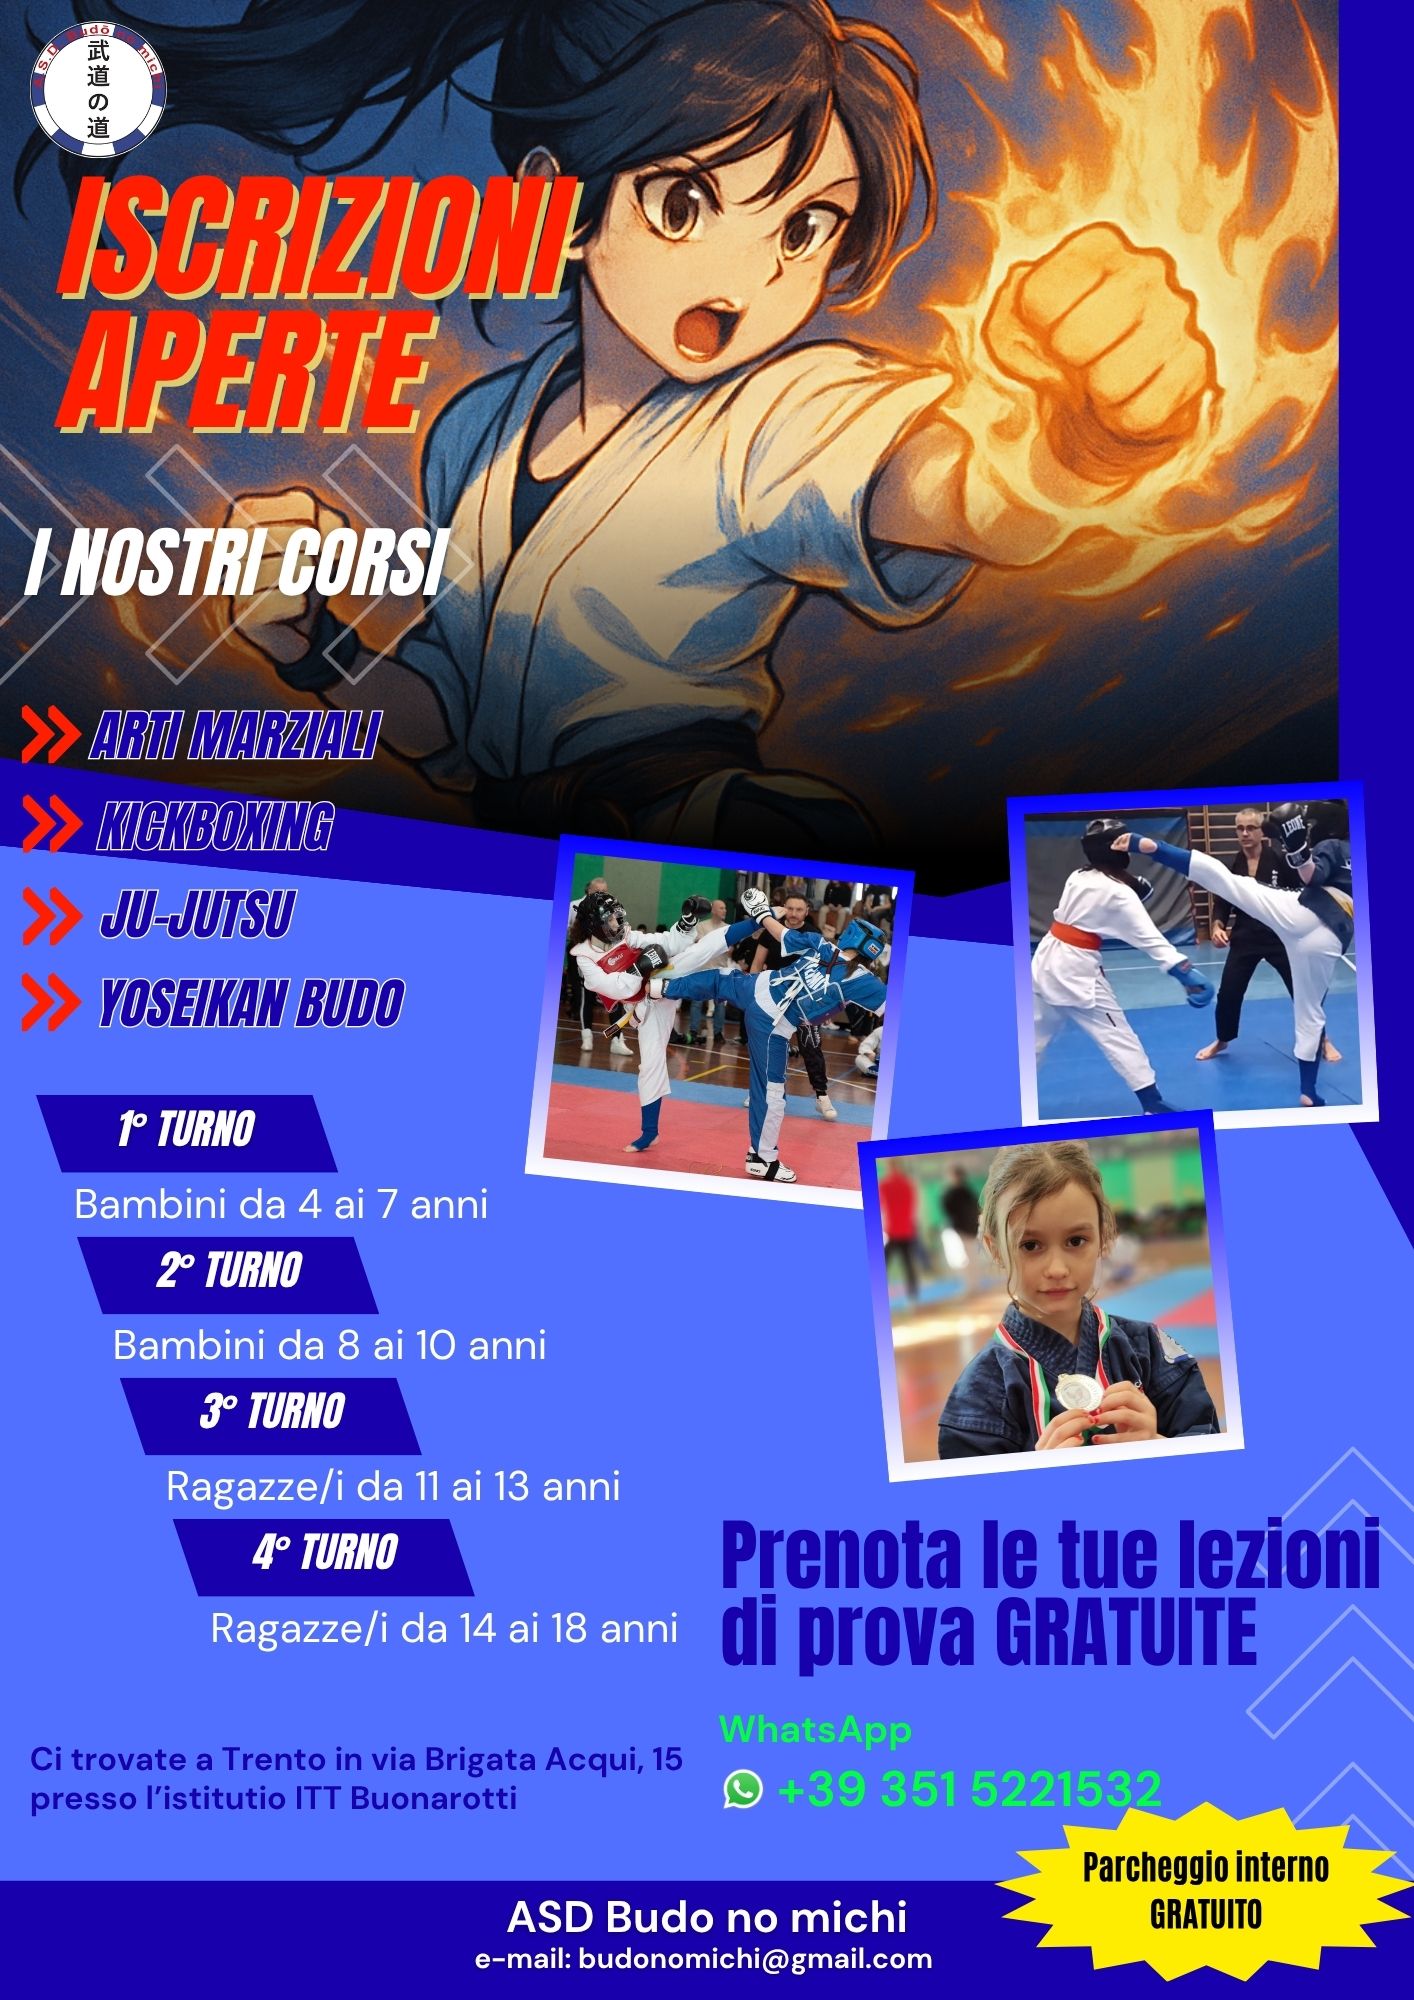 A.S.D. Budō no michi
武道の道
ISCRIZIONI
APERTE
I NOSTRI CORSI
ARTI MARZIALI
KICKBOXING
JU-JUTSU
YOSEIKAN BUDO
1° TURNO
Bambini da 4 ai 7 anni
2° TURNO
Bambini da 8 ai 10 anni
3° TURNO
Ragazze/i da 11 ai 13 anni
4° TURNO
Ragazze/i da 14 ai 18 anni
LEONE
Prenota le tue lezioni
di prova GRATUITE
WhatsApp
+39 351 5221532
Ci trovate a Trento in via Brigata Acqui, 15
presso l’istitutio ITT Buonarotti
Parcheggio interno
GRATUITO
ASD Budo no michi
e-mail: budonomichi@gmail.com